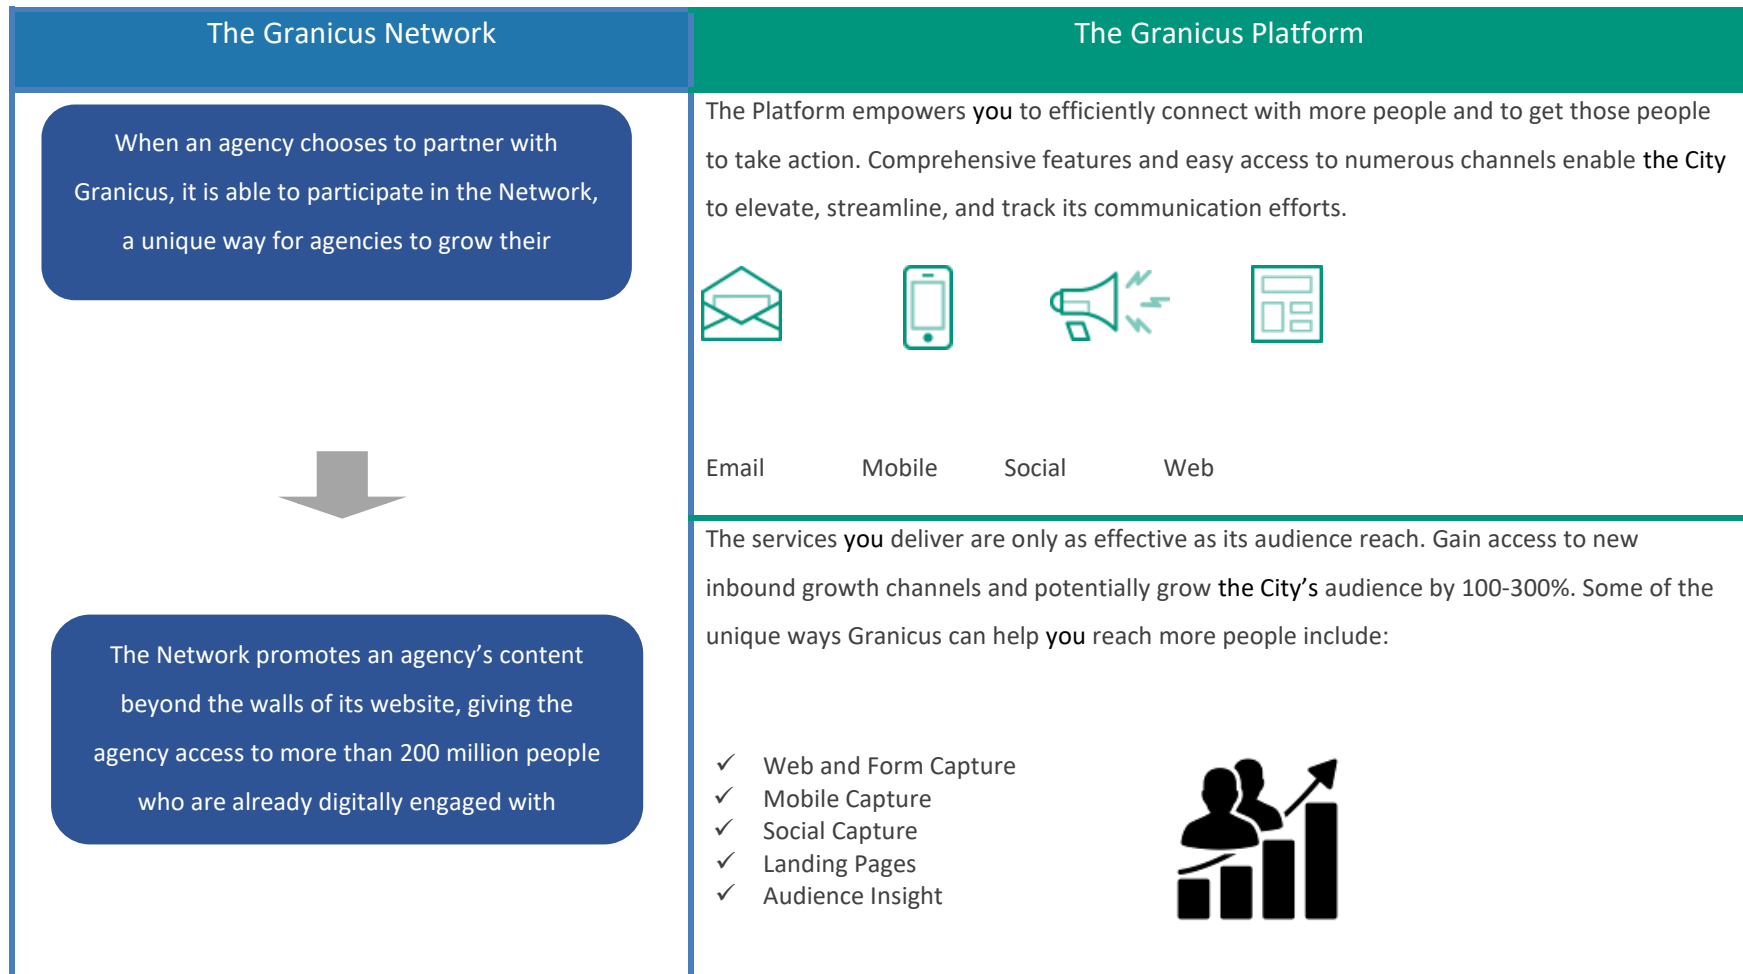 The Granicus Network
When an agency chooses to partner with
Granicus, it is able to participate in the Network,
a unique way for agencies to grow their
The Network promotes an agency’s content
beyond the walls of its website, giving the
agency access to more than 200 million people
who are already digitally engaged with
The Granicus Platform
The Platform empowers you to efficiently connect with more people and to get those people
to take action. Comprehensive features and easy access to numerous channels enable the City
to elevate, streamline, and track its communication efforts.
Email Mobile Social Web
The services you deliver are only as effective as its audience reach. Gain access to new
inbound growth channels and potentially grow the City’s audience by 100-300%. Some of the
unique ways Granicus can help you reach more people include:
✓ Web and Form Capture
✓ Mobile Capture
✓ Social Capture
✓ Landing Pages
✓ Audience Insight